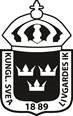 KUNGL. SVEA
LIVGARDES IK
1889